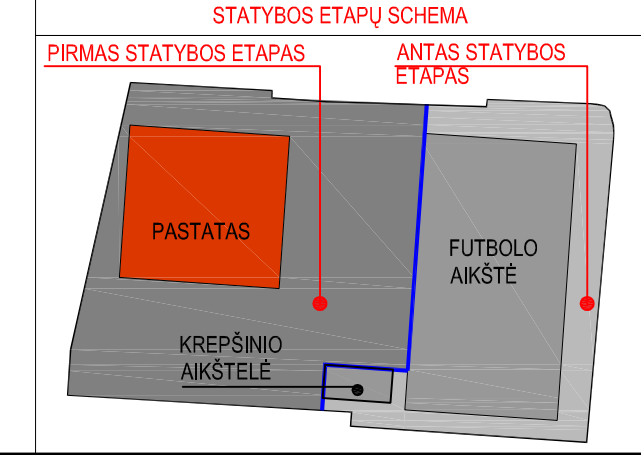 STATYBOS ETAPŲ SCHEMA
PIRMAS STATYBOS ETAPAS
ANTAS STATYBOS
ETAPAS
PASTATAS
FUTBOLO
AIKŠTĖ
KREPŠINIO
AIKŠTELĖ